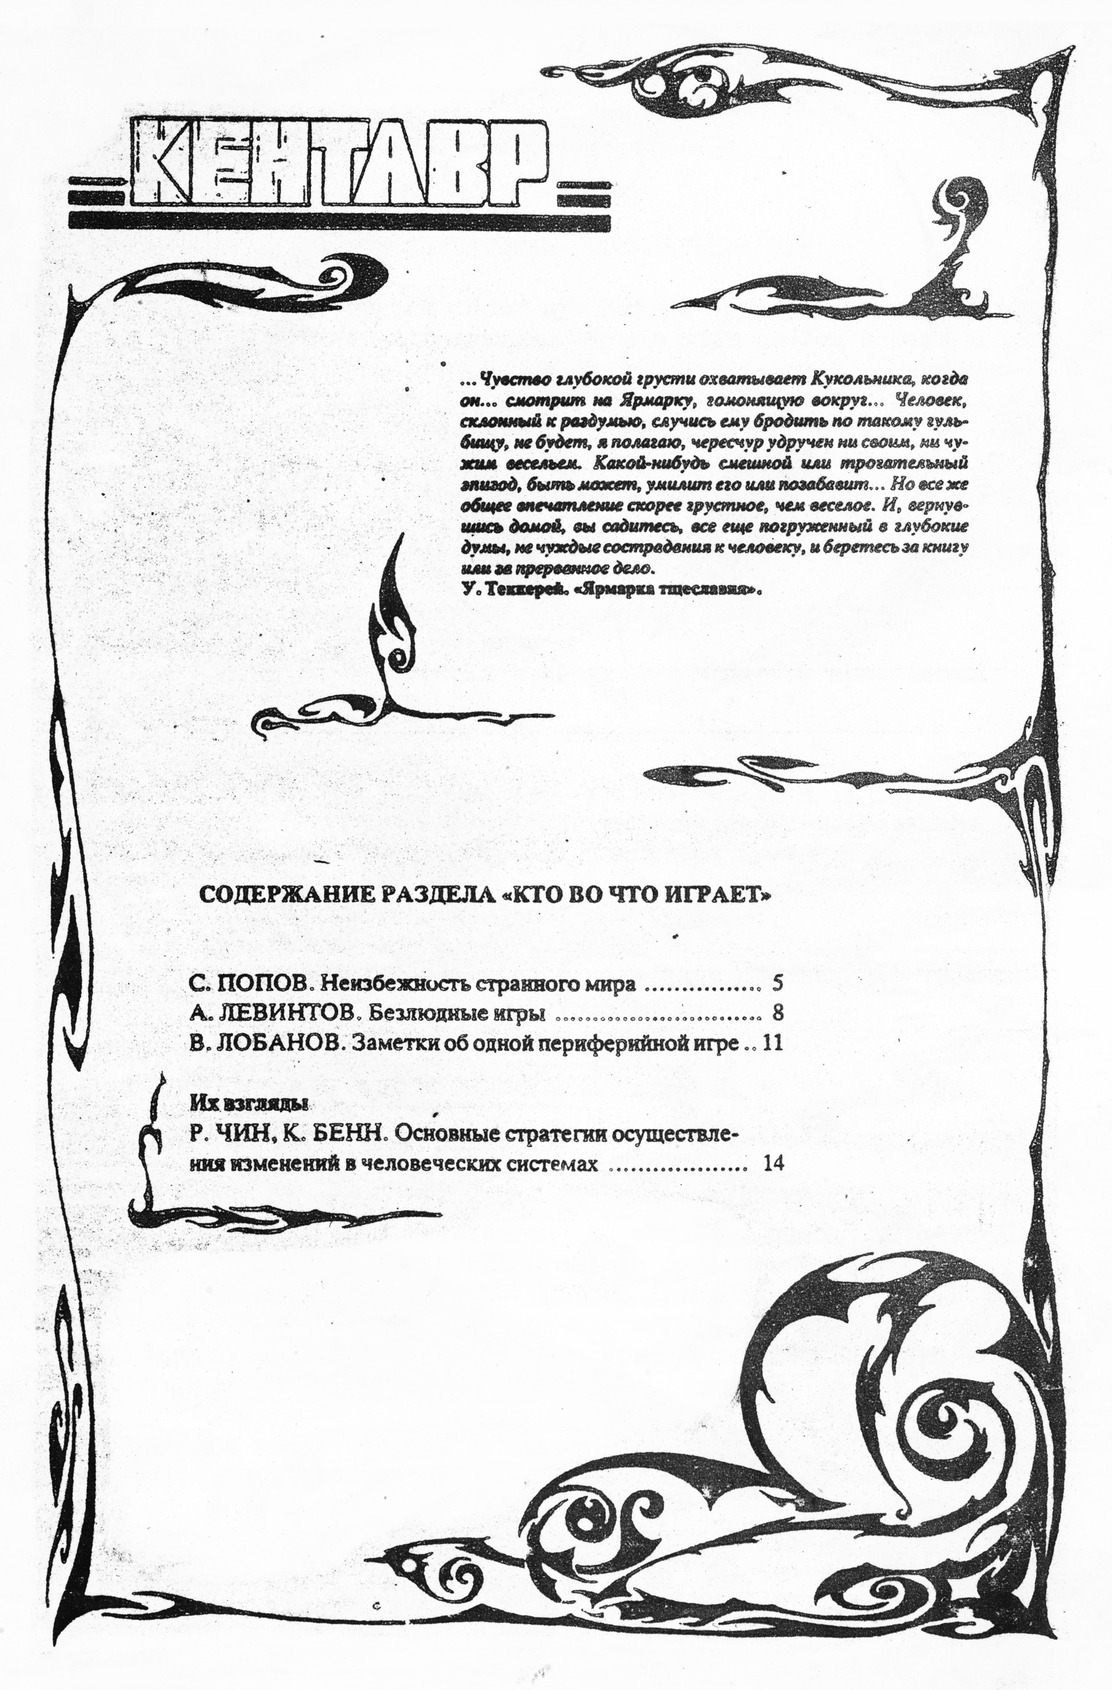 КЕНТАВР
...Чувство глубокой грусти охватывает Кукольника, когда
он... смотрит на Ярмарку, гомонящую вокруг... Человек,
склонный к раздумью, случись ему бродить по такому гуль-
бищу, не будет, я полагаю, чересчур удручен ни своим, ни чу-
жим весельем. Какой-нибудь смешной или трогательный
эпизод, быть может, умилит его или позабавит... Но все же
общее впечатление скорее грустное, чем веселое. И, вернув-
шись домой, вы садитесь, все еще погруженный в глубокие
думы, не чуждые сострадания к человеку, и беретесь за книгу
или за прерванное дело.
У. Теккерей. «Ярмарка тщеславия».
СОДЕРЖАНИЕ РАЗДЕЛА «КТО ВО ЧТО ИГРАЕТ»
С. ПОПОВ. Неизбежность странного мира ................ 5
А. ЛЕВИНТОВ. Безлюдные игры ............................. 8
В. ЛОБАНОВ. Заметки об одной периферийной игре .. 11
Их взгляды
Р. ЧИН, К. БЕНН. Основные стратегии осуществле-
ния изменений в человеческих системах .................... 14